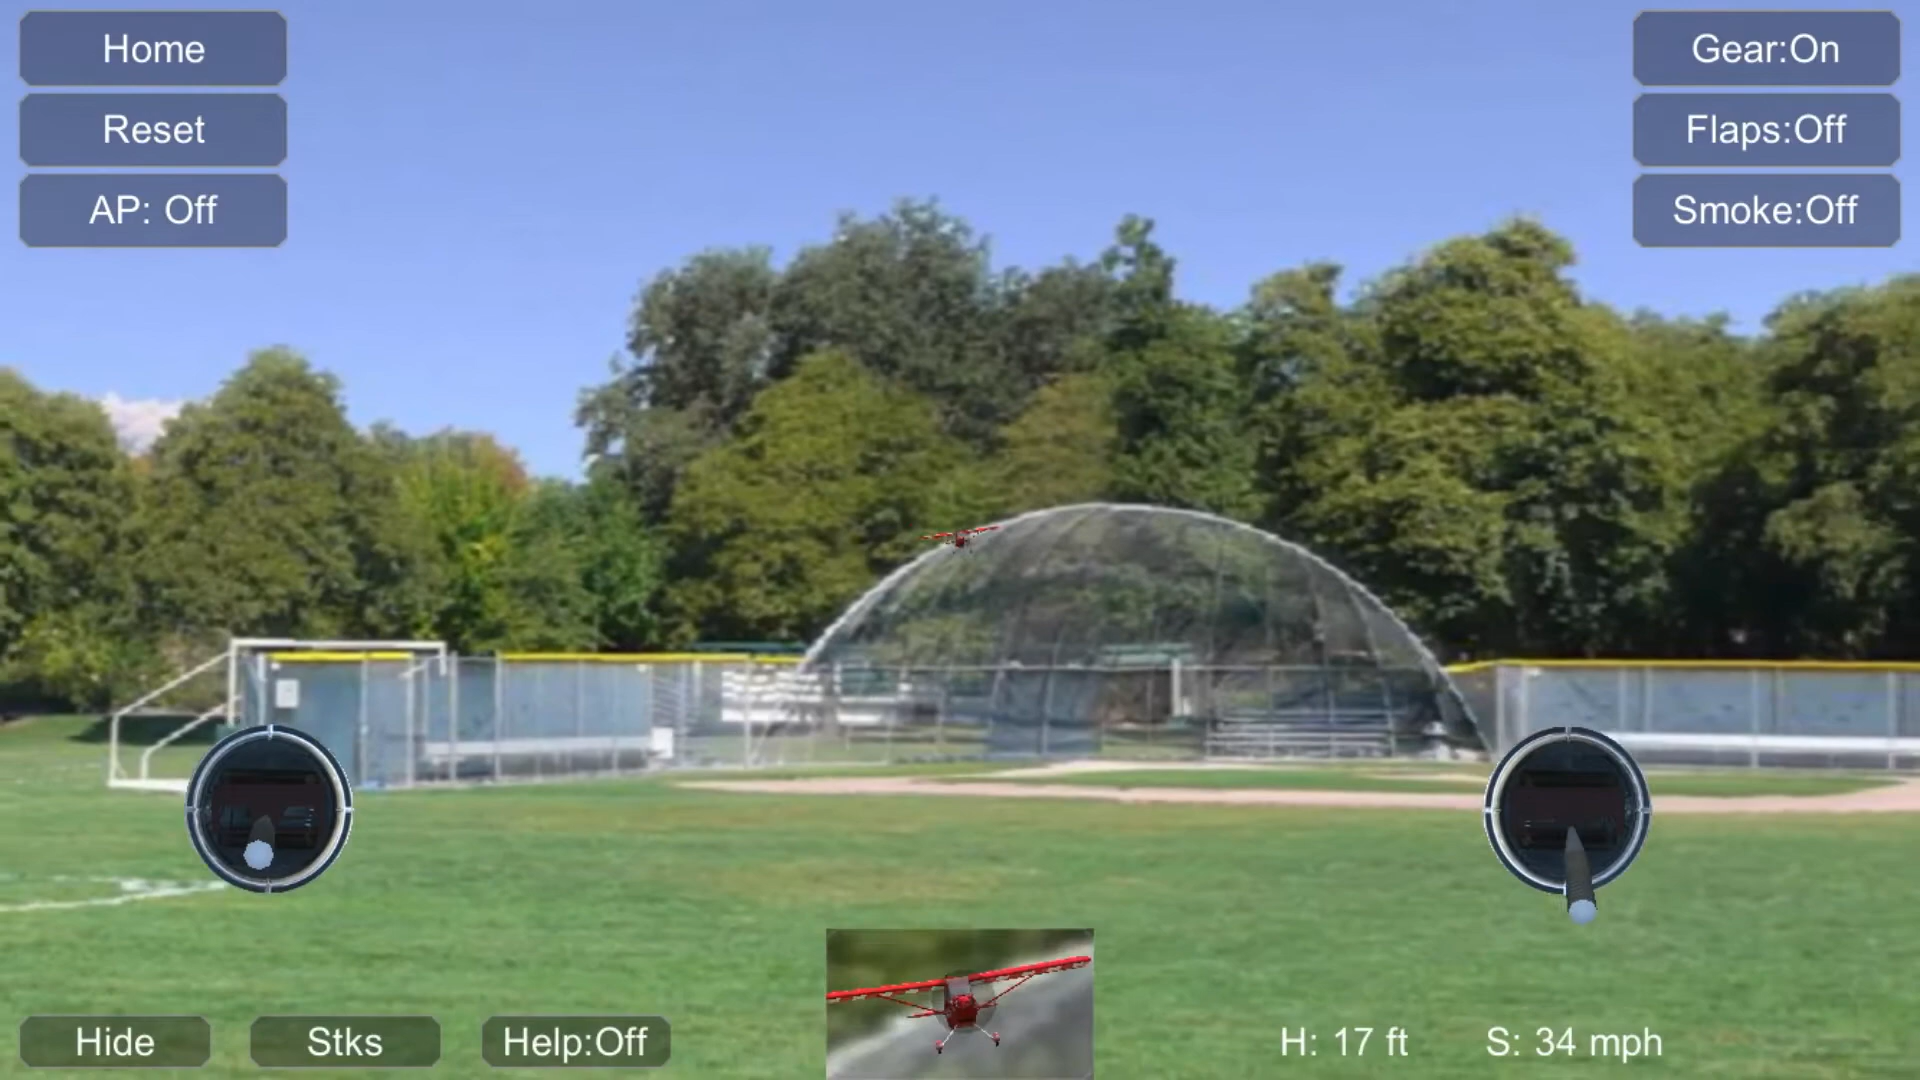 Home
Reset
AP: Off
Gear:On
Flaps:Off
Smoke:Off
Hide
Stks
Help:Off
H: 17 ft
S: 34 mph